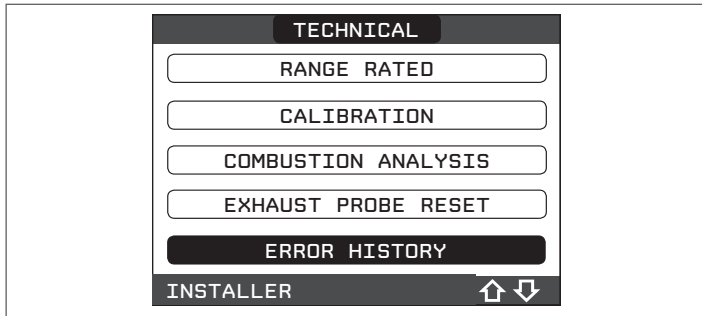 TECHNICAL
RANGE RATED
CALIBRATION
COMBUSTION ANALYSIS
EXHAUST PROBE RESET
ERROR HISTORY
INSTALLER